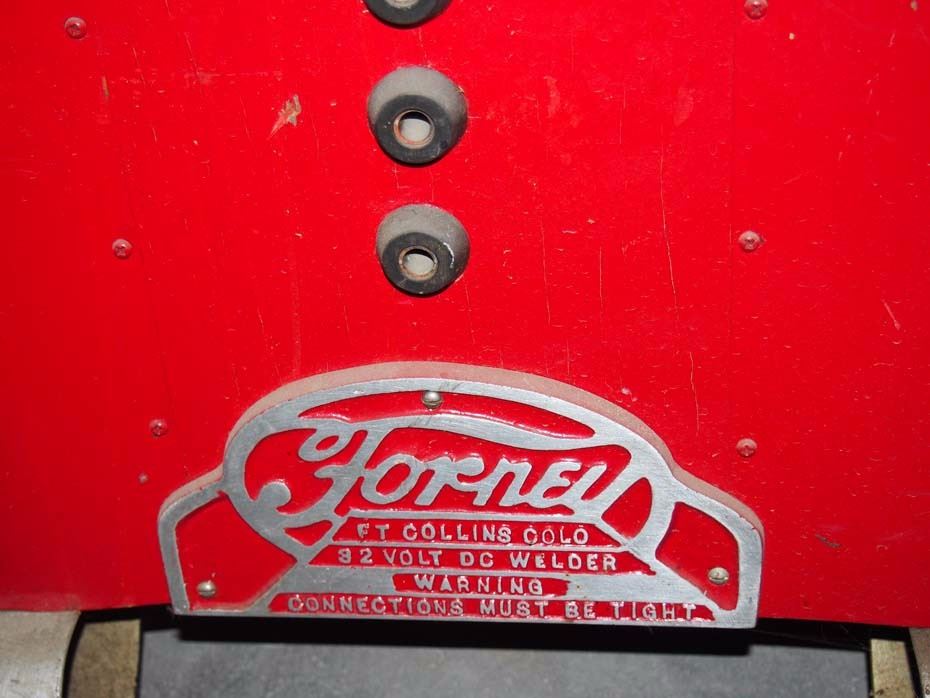 Forney
FT COLLINS COLO
32 VOLT DC WELDER
WARNING
CONNECTIONS MUST BE TIGHT